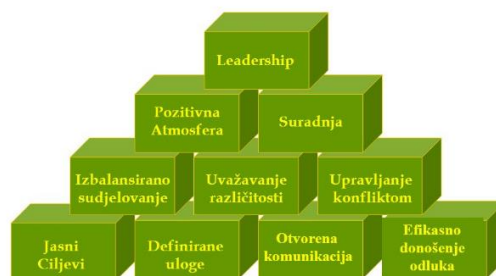 Leadership
Pozitivna
Atmosfera
Suradnja
Izbalansirano
sudjelovanje
Uvažavanje
različitosti
Upravljanje
konfliktom
Jasni
Ciljevi
Definirane
uloge
Otvorena
komunikacija
Efikasno
donošenje
odluka